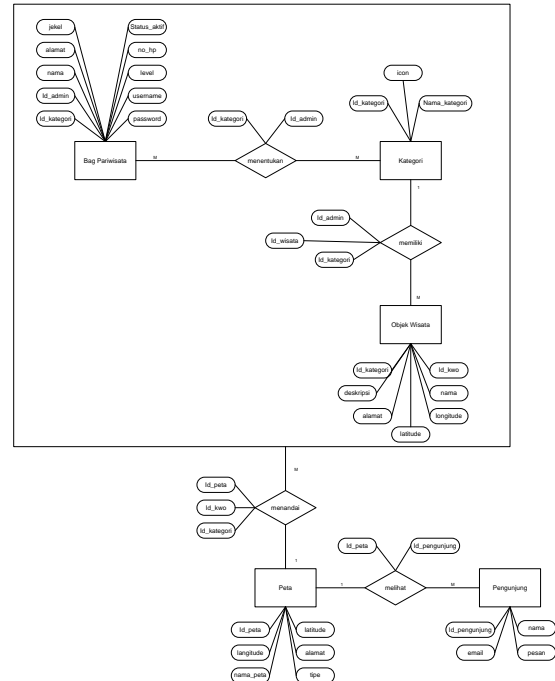 jekel
Status_aktif
alamat
no_hp
nama
level
Id_admin
username
Id_kategori
password
Bag Pariwisata
M
Id_kategori
Id_admin
menentukan
M
icon
Id_kategori
Nama_kategori
Kategori
1
Id_admin
Id_wisata
memiliki
Id_kategori
M
Objek Wisata
Id_kategori
Id_kwo
deskripsi
nama
alamat
longitude
latitude
M
Id_peta
Id_kwo
menandai
Id_kategori
1
Id_peta
Id_pengunjung
Peta
1
melihat
M
Pengunjung
Id_peta
latitude
langitude
alamat
nama_peta
tipe
Id_pengunjung
nama
email
pesan